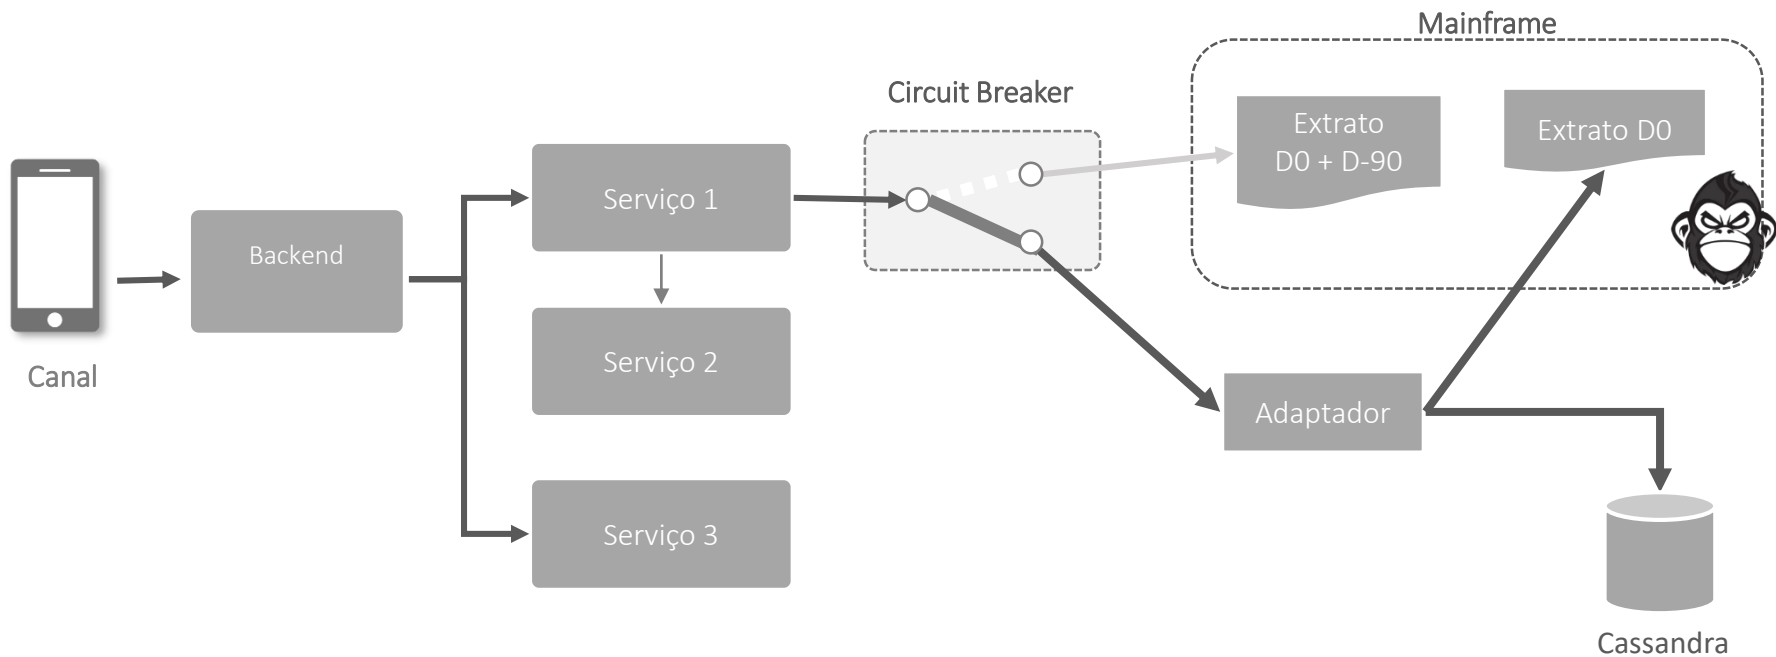 Mainframe
Circuit Breaker
Extrato
D0 + D-90
Extrato D0
Serviço 1
Backend
Serviço 2
Canal
Adaptador
Serviço 3
Cassandra